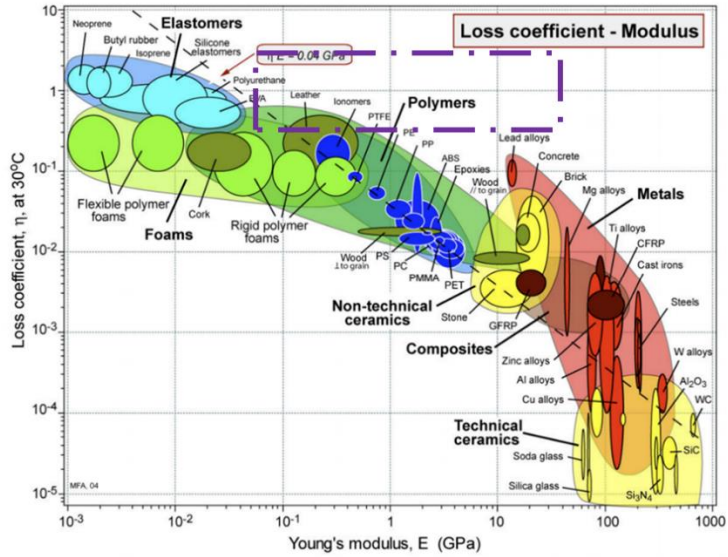 Loss coefficient - Modulus
Loss coefficient, η, at 30°C
10
1
10-1
10-2
10-3
10-4
10-5
Neoprene
Butyl rubber
Isoprene
Elastomers
Silicone
elastomers
Polyurethane
EVA
η E = 0.04 GPa
Leather
Ionomers
PTFE
PE
PP
Polymers
ABS
Epoxies
Wood
// to grain
Lead alloys
Concrete
Brick
Mg alloys
Metals
Ti alloys
CFRP
Cast irons
Steels
W alloys
Al2O3
WC
SiC
Flexible polymer
foams
Foams
Cork
Rigid polymer
foams
Wood
⊥ to grain
PS
PC
PMMA
PET
Non-technical
ceramics
Stone
GFRP
Composites
Zinc alloys
Al alloys
Cu alloys
Technical
ceramics
Soda glass
Silica glass
Si3N4
MFA, 04
10-3
10-2
10-1
1
10
100
1000
Young's modulus, E (GPa)